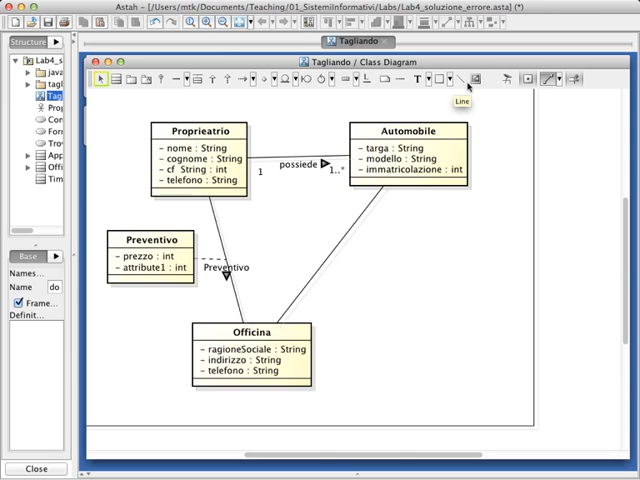 Astah - [/Users/mtk/Documents/Teaching/01_SistemiInformativi/Labs/Lab4_soluzione_errore.asta] (*)
Structure
Tagliando
Lab4_s
java
tagl
Tag
Prop
Con
For
Tro
App
Offi
Tim
Tagliando / Class Diagram
T
Line
Proprieatrio
- nome : String
- cognome : String
- cf String : int
- telefono : String
possiede
1
1..*
Automobile
- targa : String
- modello : String
- immatricolazione : int
Preventivo
- prezzo : int
- attribute1 : int
Preventivo
Officina
- ragioneSociale : String
- indirizzo : String
- telefono : String
Base
Names...
Name do
Frame...
Definit...
Close